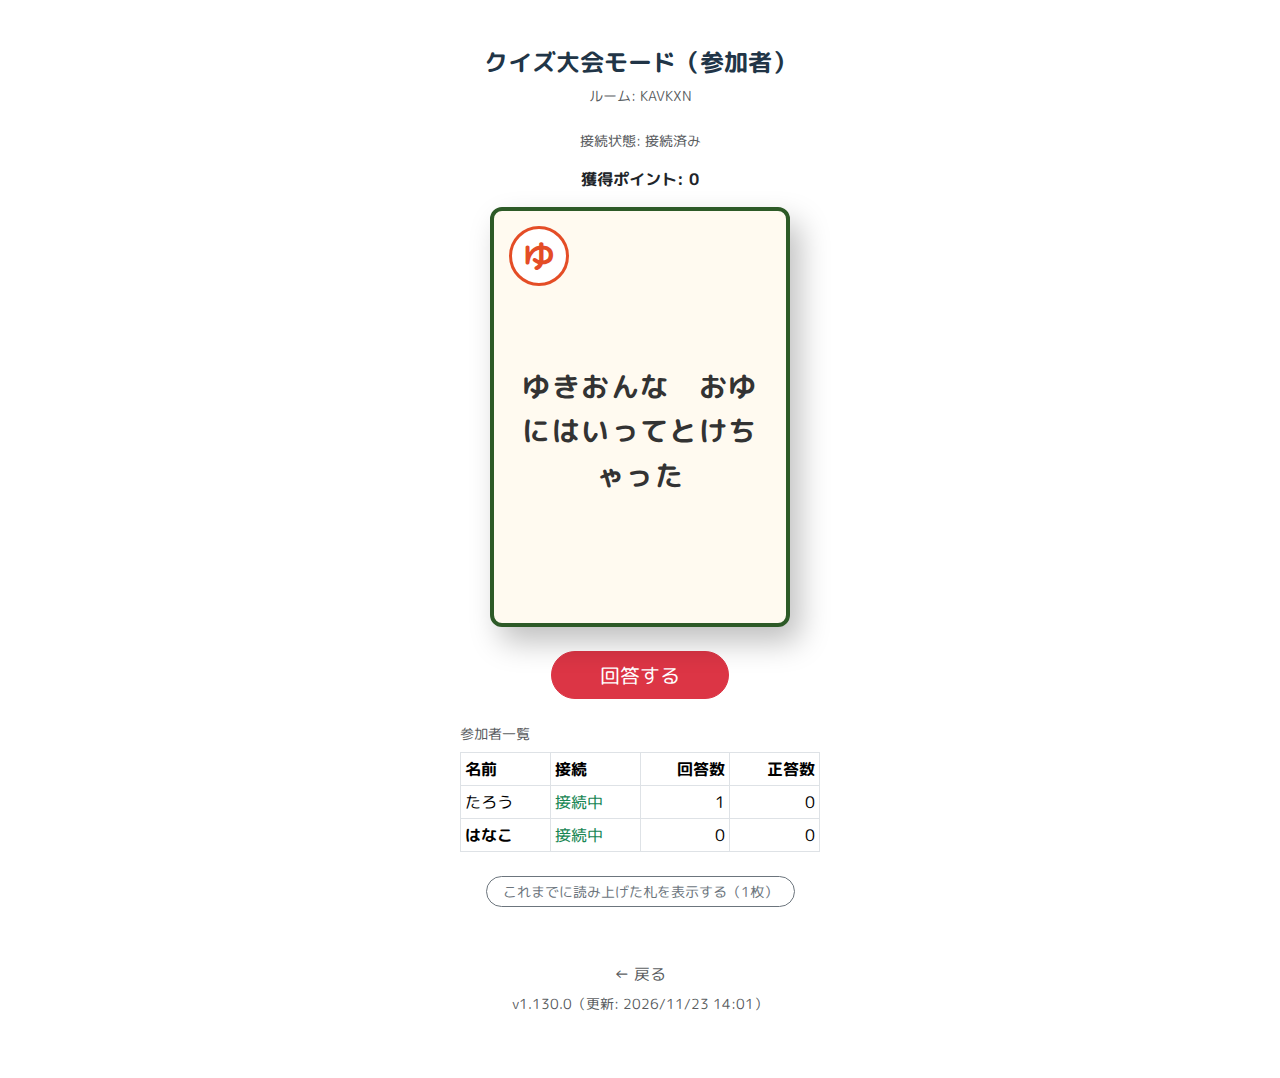 クイズ大会モード（参加者）
ルーム: KAVKXN
接続状態: 接続済み
獲得ポイント: 0
ゆ
ゆきおんな　おゆ
にはいってとけち
ゃった
回答する
参加者一覧
名前 接続 回答数 正答数
たろう 接続中 1 0
はなこ 接続中 0 0
これまでに読み上げた札を表示する（1枚）
← 戻る
v1.130.0（更新: 2026/11/23 14:01）